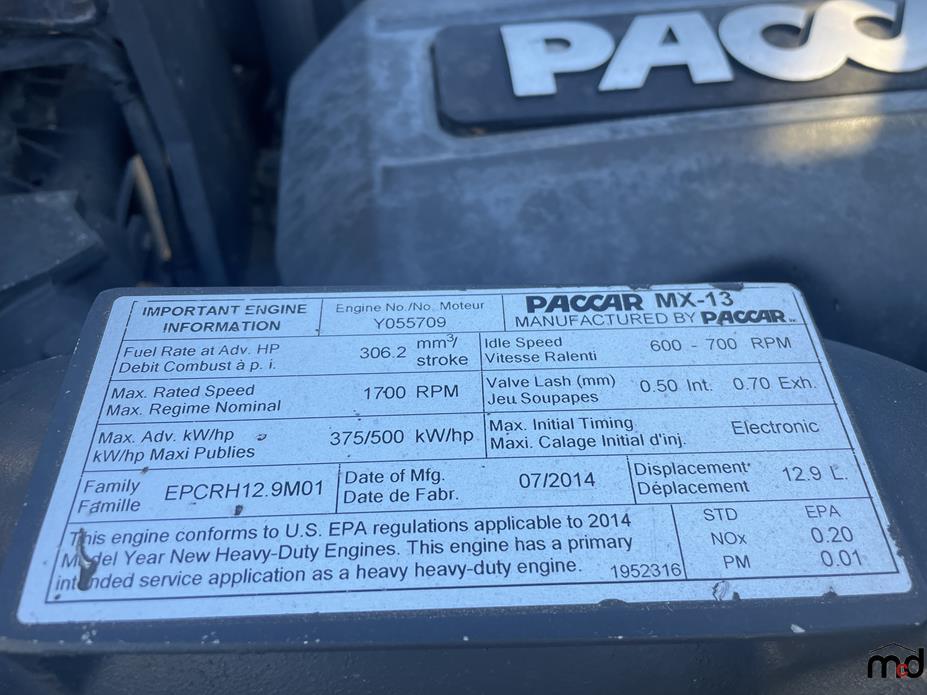 PACCAR
IMPORTANT ENGINE
INFORMATION
Engine No./No. Moteur
Y055709
PACCAR MX-13
MANUFACTURED BY PACCAR INC
Fuel Rate at Adv. HP
Debit Combust à p. i.
306.2 mm³/
stroke
Idle Speed
Vitesse Ralenti
600 - 700 RPM
Max. Rated Speed
Max. Regime Nominal
1700 RPM
Valve Lash (mm)
Jeu Soupapes
0.50 Int. 0.70 Exh.
Max. Adv. kW/hp
kW/hp Maxi Publies
375/500 kW/hp
Max. Initial Timing
Maxi. Calage Initial d'inj.
Electronic
Family
Famille
EPCRH12.9M01
Date of Mfg.
Date de Fabr.
07/2014
Displacement
Déplacement
12.9 L.
This engine conforms to U.S. EPA regulations applicable to 2014
Model Year New Heavy-Duty Engines. This engine has a primary
intended service application as a heavy heavy-duty engine.
1952316
STD EPA
NOx 0.20
PM 0.01
mcd